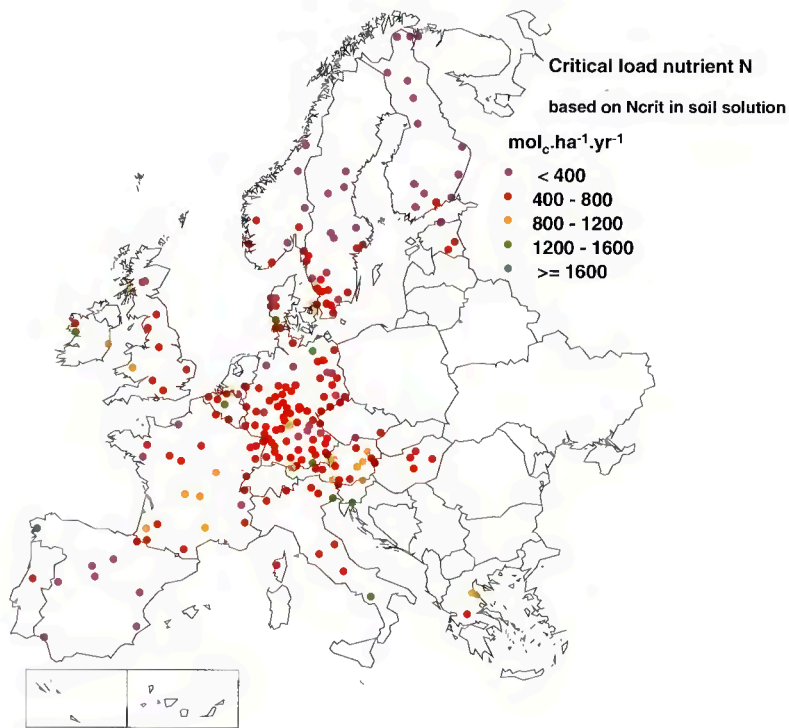 Critical load nutrient N
based on Ncrit in soil solution
mol_c.ha⁻¹.yr⁻¹
< 400
400 - 800
800 - 1200
1200 - 1600
>= 1600